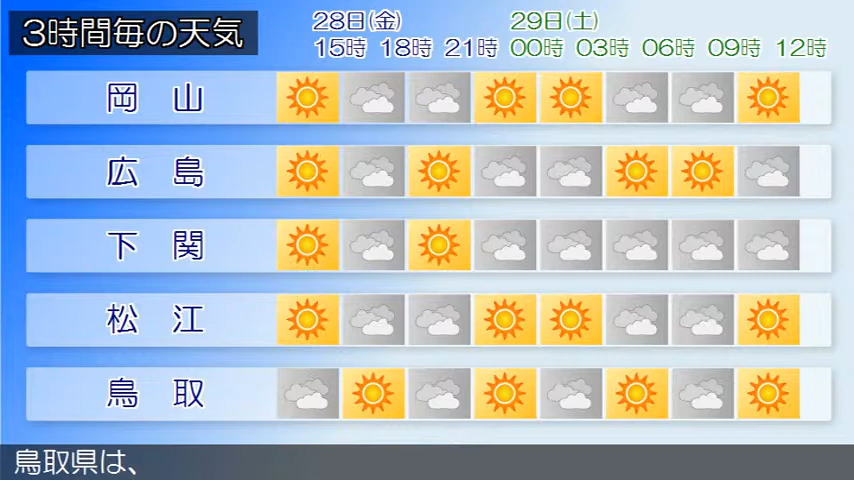 3時間毎の天気
28日(金) 29日(土)
15時 18時 21時 00時 03時 06時 09時 12時
岡 山
広 島
下 関
松 江
鳥 取
鳥取県は、